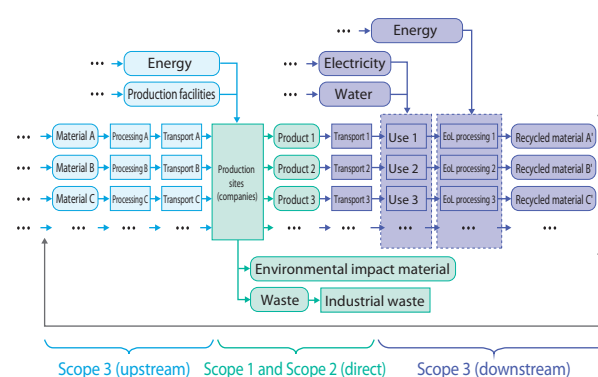 Energy
Energy
Electricity
Production facilities
Water
Material A Processing A Transport A Product 1 Transport 1 Use 1 EoL processing 1 Recycled material A'
Material B Processing B Transport B Production sites (companies) Product 2 Transport 2 Use 2 EoL processing 2 Recycled material B'
Material C Processing C Transport C Product 3 Transport 3 Use 3 EoL processing 3 Recycled material C'
Environmental impact material
Waste Industrial waste
Scope 3 (upstream) Scope 1 and Scope 2 (direct) Scope 3 (downstream)